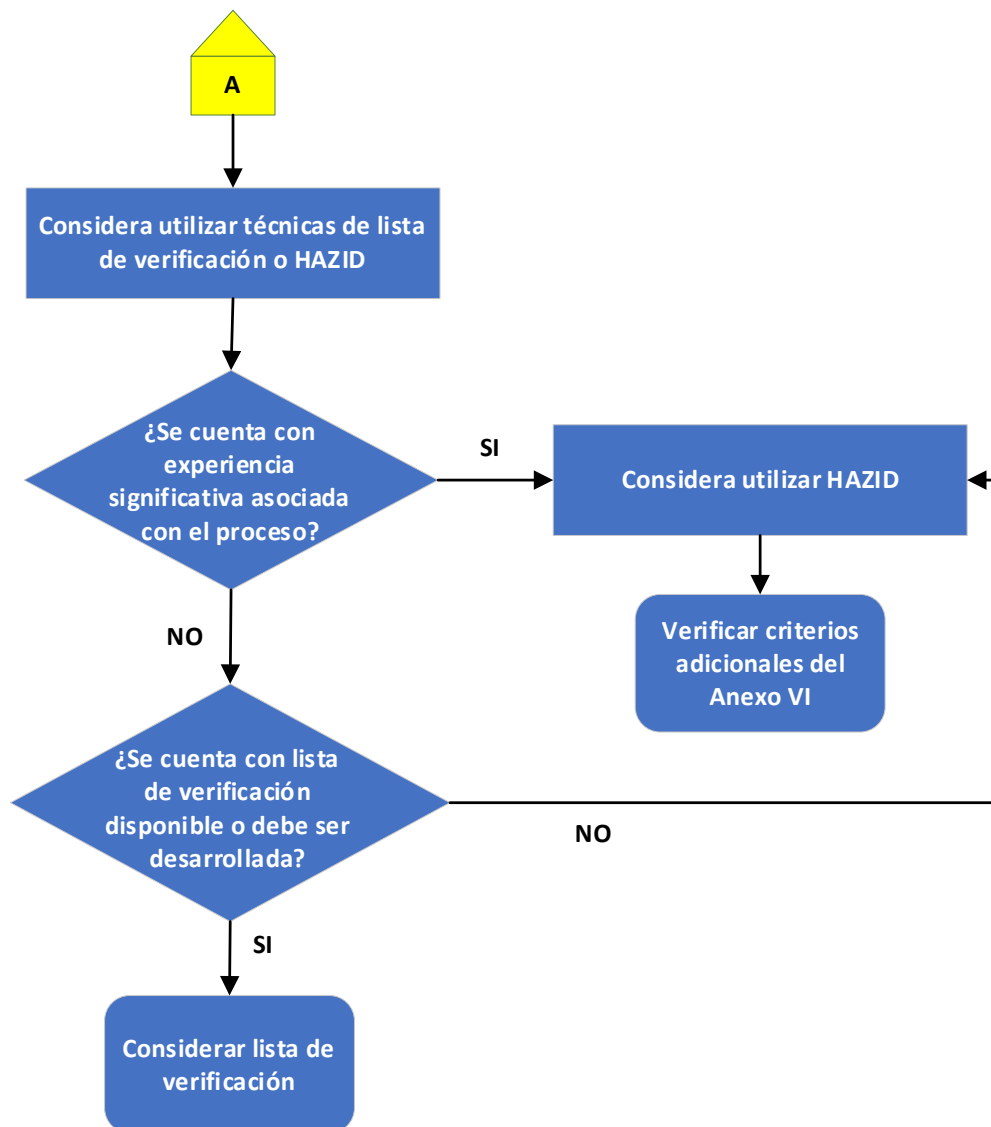 A
Considera utilizar técnicas de lista
de verificación o HAZID
¿Se cuenta con
experiencia
significativa asociada
con el proceso?
SI
Considera utilizar HAZID
NO
Verificar criterios
adicionales del
Anexo VI
¿Se cuenta con lista
de verificación
disponible o debe ser
desarrollada?
NO
SI
Considerar lista de
verificación